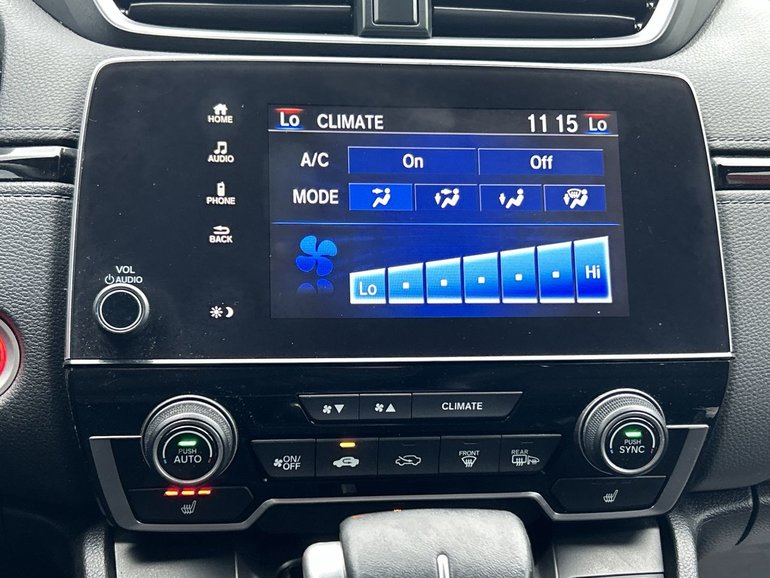 HOME
AUDIO
PHONE
BACK
Lo CLIMATE 11 15 Lo
A/C On Off
MODE
Lo Hi
VOL
AUDIO
CLIMATE
PUSH
AUTO
ON/
OFF
FRONT
REAR
PUSH
SYNC